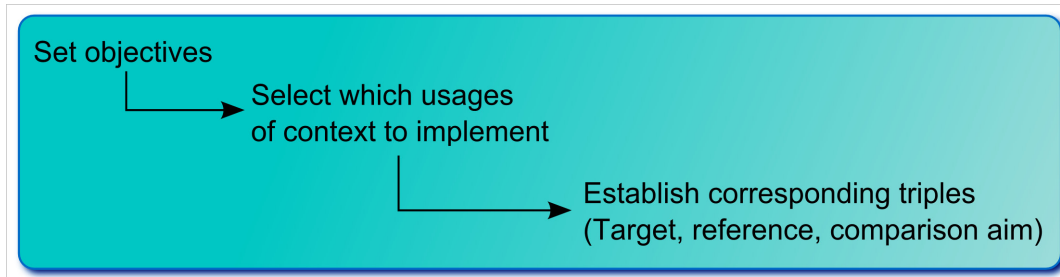 Set objectives
Select which usages
of context to implement
Establish corresponding triples
(Target, reference, comparison aim)